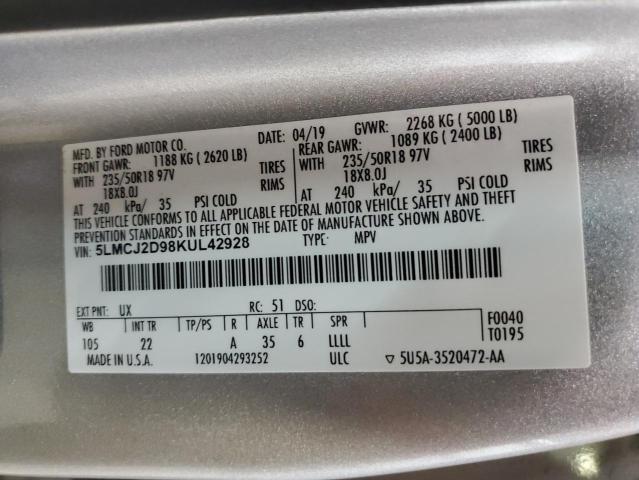 MFD. BY FORD MOTOR CO. DATE: 04/19 GVWR: 2268 KG ( 5000 LB)
FRONT GAWR: 1188 KG ( 2620 LB) REAR GAWR: 1089 KG ( 2400 LB)
WITH 235/50R18 97V TIRES WITH 235/50R18 97V TIRES
18X8.0J RIMS 18X8.0J RIMS
AT 240 kPa/ 35 PSI COLD AT 240 kPa/ 35 PSI COLD
THIS VEHICLE CONFORMS TO ALL APPLICABLE FEDERAL MOTOR VEHICLE SAFETY AND THEFT
PREVENTION STANDARDS IN EFFECT ON THE DATE OF MANUFACTURE SHOWN ABOVE.
VIN: 5LMCJ2D98KUL42928 TYPE: MPV
EXT PNT: UX RC: 51 DSO: F0040
WB INT TR TP/PS R AXLE TR SPR T0195
105 22 A 35 6 LLLL
MADE IN U.S.A. 1201904293252 ULC ▽ 5U5A-3520472-AA